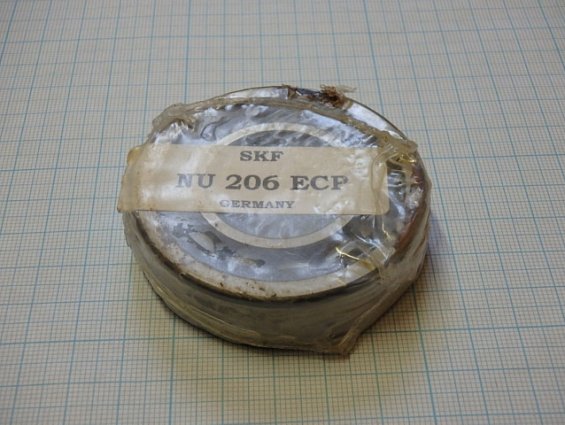 SKF
NU 206 ECP
GERMANY